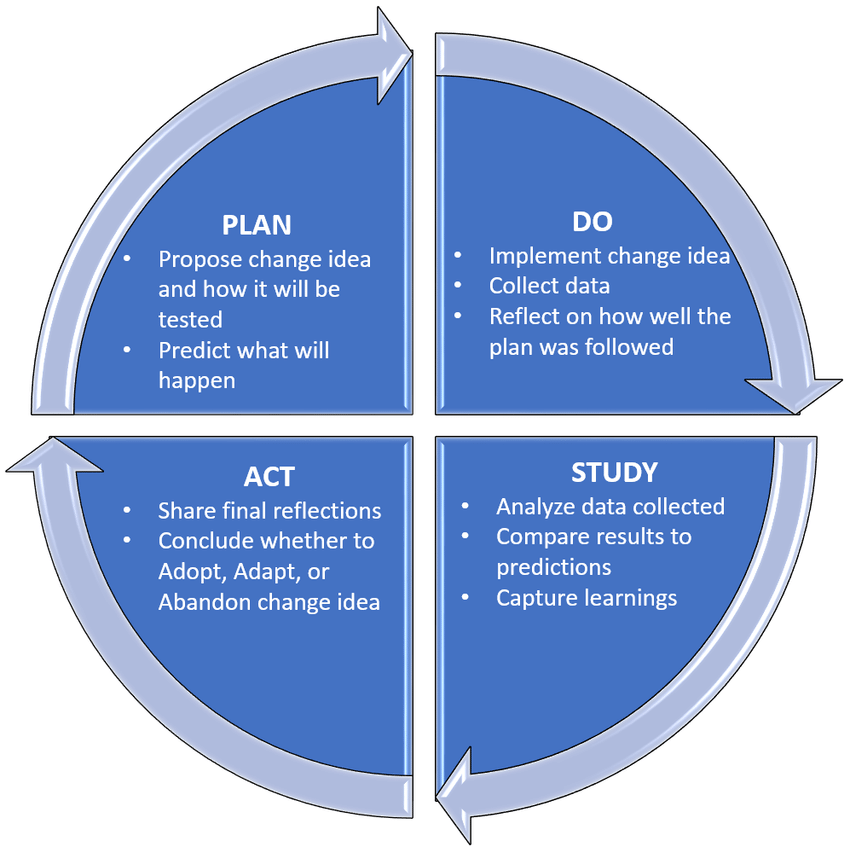 PLAN
• Propose change idea
and how it will be
tested
• Predict what will
happen
DO
• Implement change idea
• Collect data
• Reflect on how well the
plan was followed
STUDY
• Analyze data collected
• Compare results to
predictions
• Capture learnings
ACT
• Share final reflections
• Conclude whether to
Adopt, Adapt, or
Abandon change idea